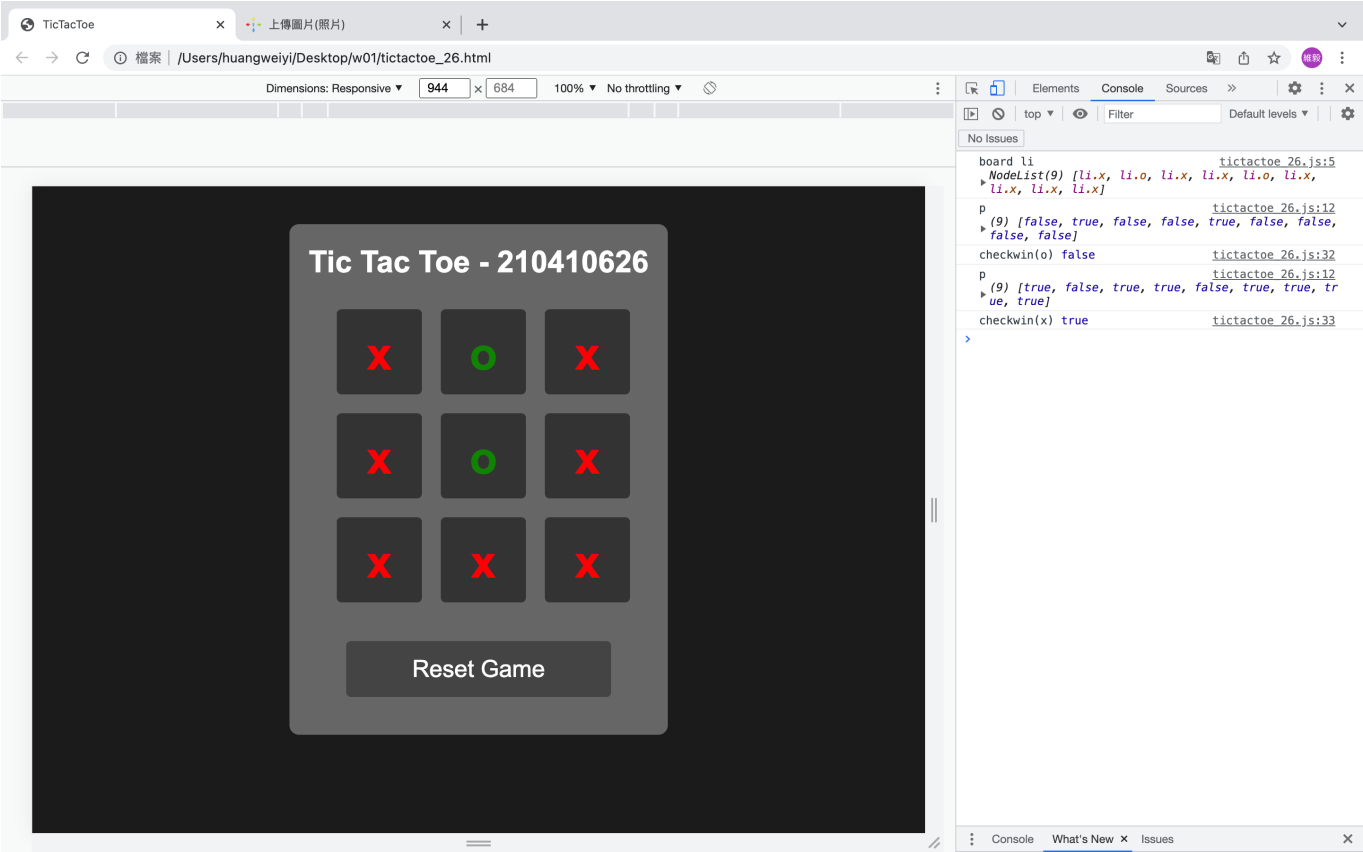 TicTacToe
上傳圖片(照片)
檔案 /Users/huangweiyi/Desktop/w01/tictactoe_26.html
維毅
Dimensions: Responsive 944 × 684 100% No throttling
Elements Console Sources
top Filter Default levels
No Issues
Tic Tac Toe - 210410626
x o x
x o x
x x x
Reset Game
board li tictactoe_26.js:5
NodeList(9) [li.x, li.o, li.x, li.x, li.o, li.x,
li.x, li.x, li.x]
p tictactoe_26.js:12
(9) [false, true, false, false, true, false, false,
false, false]
checkwin(o) false tictactoe_26.js:32
p tictactoe_26.js:12
(9) [true, false, true, true, false, true, true, tr
ue, true]
checkwin(x) true tictactoe_26.js:33
Console What's New Issues